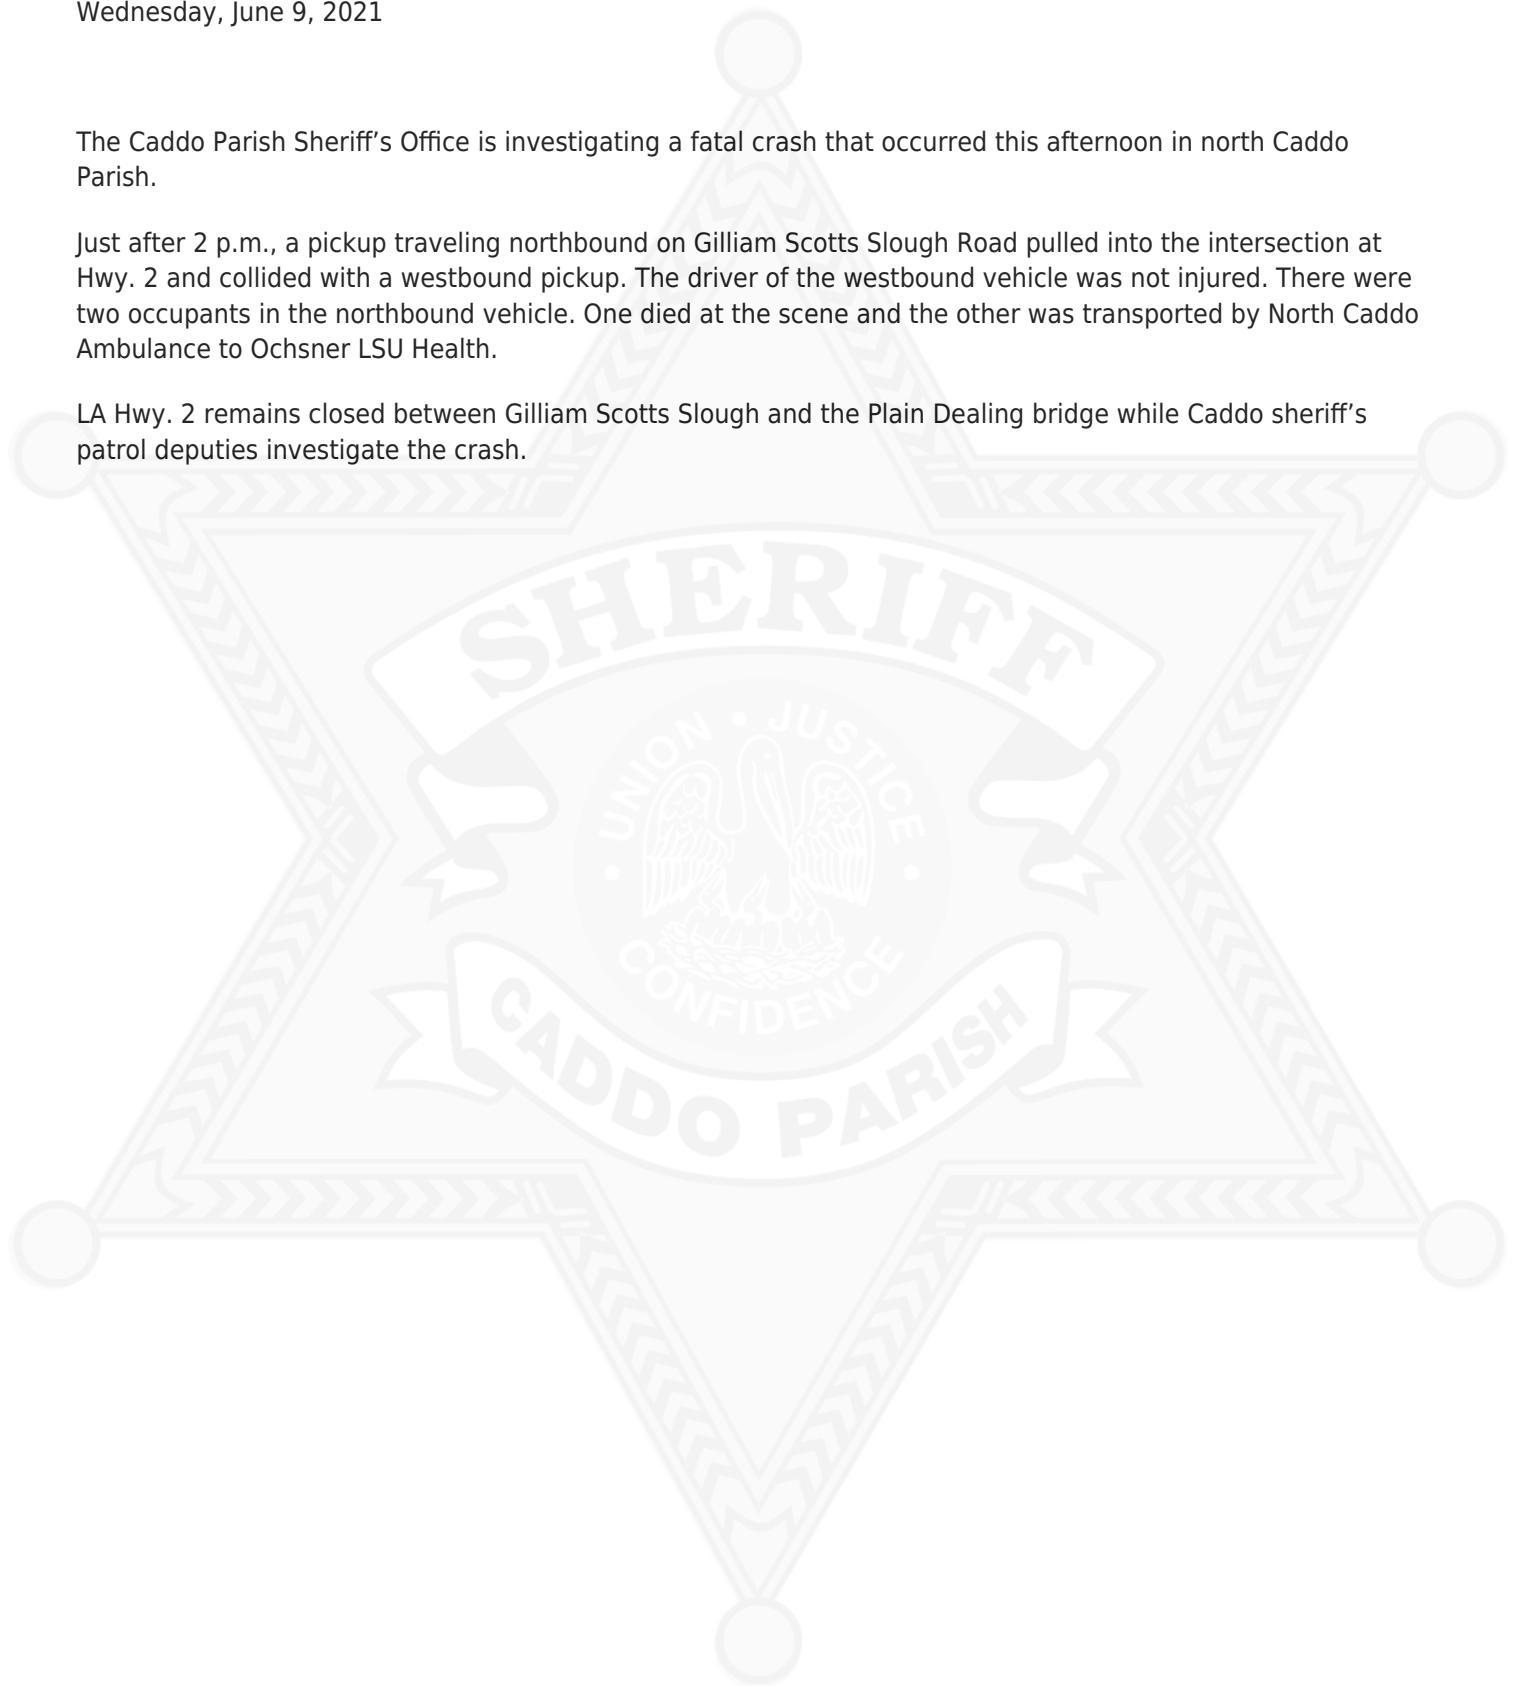 Wednesday, June 9, 2021
The Caddo Parish Sheriff’s Office is investigating a fatal crash that occurred this afternoon in north Caddo
Parish.
Just after 2 p.m., a pickup traveling northbound on Gilliam Scotts Slough Road pulled into the intersection at
Hwy. 2 and collided with a westbound pickup. The driver of the westbound vehicle was not injured. There were
two occupants in the northbound vehicle. One died at the scene and the other was transported by North Caddo
Ambulance to Ochsner LSU Health.
LA Hwy. 2 remains closed between Gilliam Scotts Slough and the Plain Dealing bridge while Caddo sheriff’s
patrol deputies investigate the crash.
SHERIFF
UNION • JUSTICE •
• CONFIDENCE
CADDO PARISH